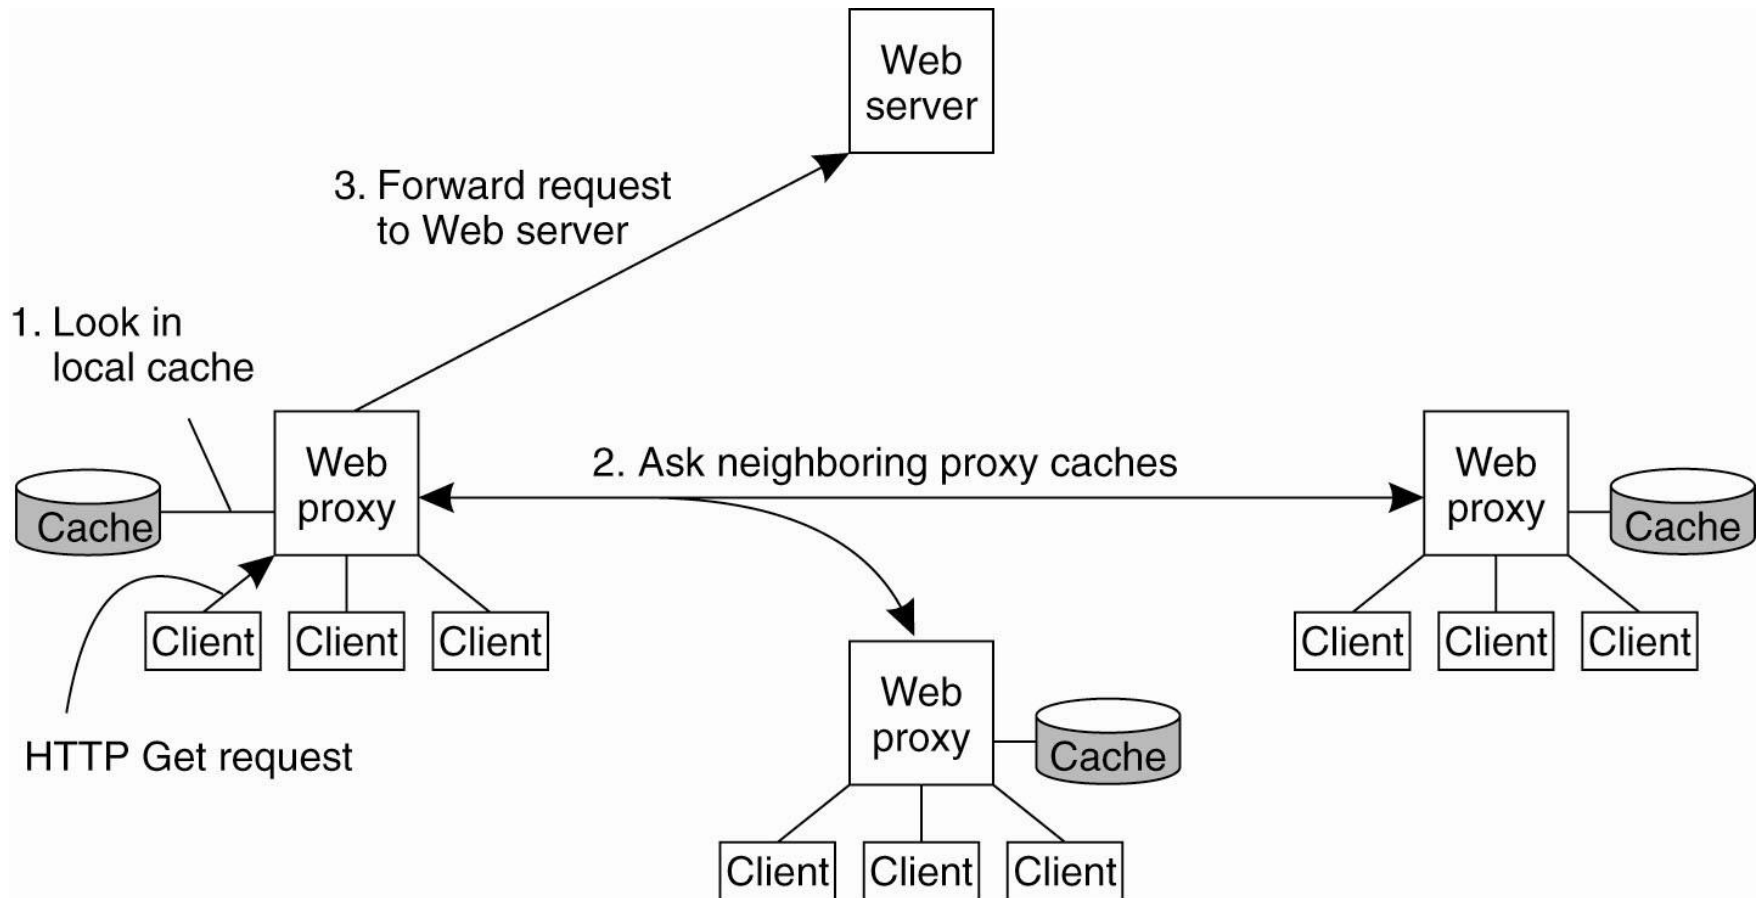 Web
server
3. Forward request
to Web server
1. Look in
local cache
Web
proxy
2. Ask neighboring proxy caches
Web
proxy
Cache
Cache
Client
Client
Client
Client
Client
Client
HTTP Get request
Web
proxy
Cache
Client
Client
Client